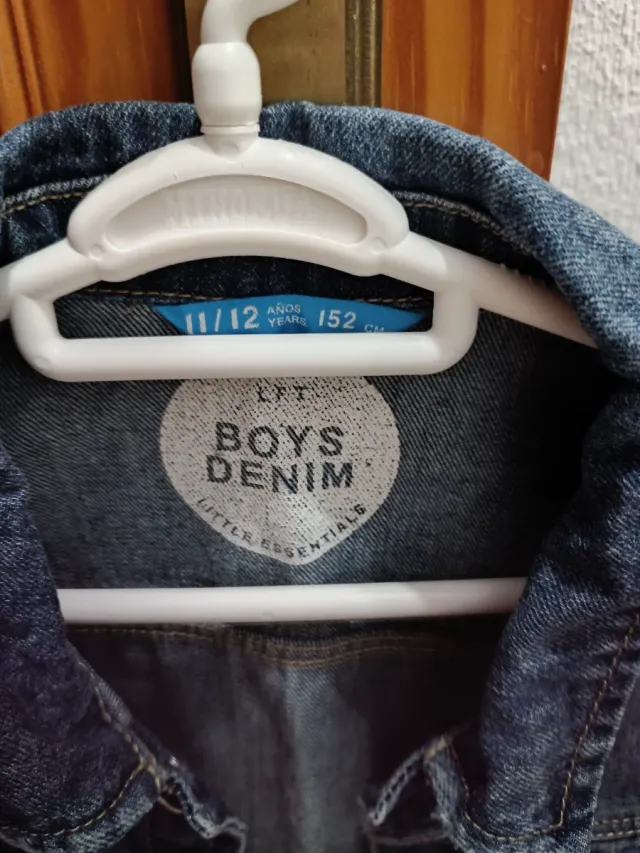 11/12 AÑOS YEARS 152 CM
LFT
BOYS
DENIM
LITTLE ESSENTIALS